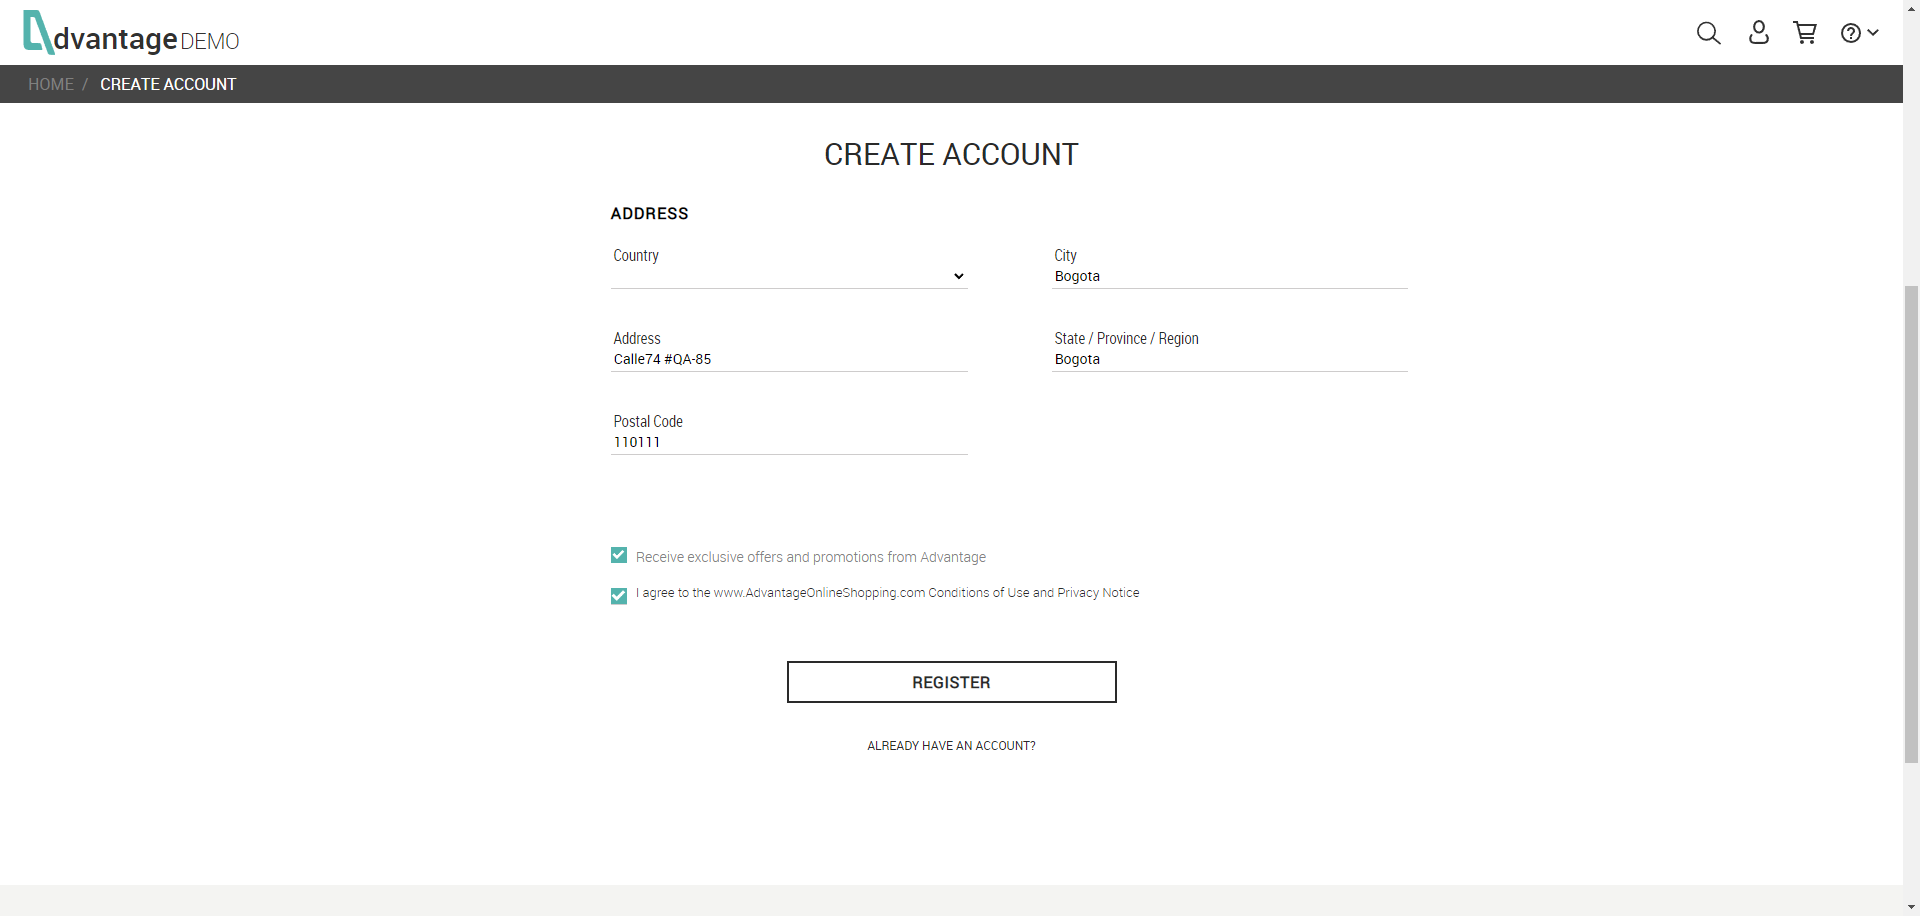 dvantage DEMO
HOME / CREATE ACCOUNT
CREATE ACCOUNT
ADDRESS
Country
City
Bogota
Address
Calle74 #QA-85
State / Province / Region
Bogota
Postal Code
110111
Receive exclusive offers and promotions from Advantage
I agree to the www.AdvantageOnlineShopping.com Conditions of Use and Privacy Notice
REGISTER
ALREADY HAVE AN ACCOUNT?